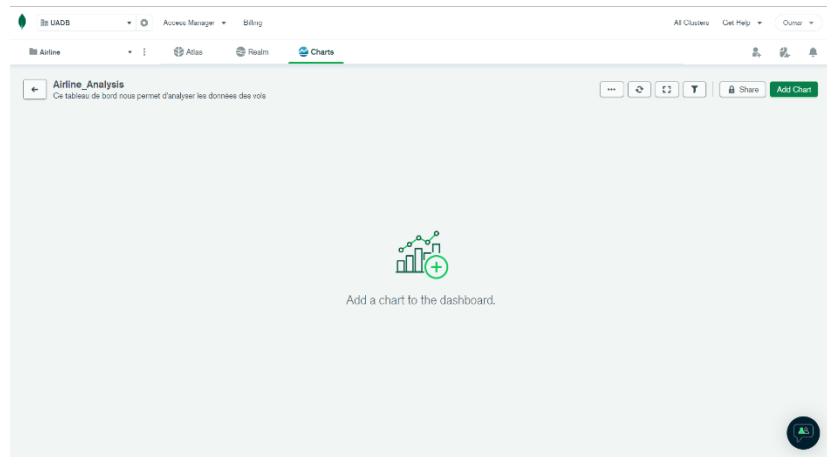 UADB Access Manager Billing All Clusters Get Help Oumar
Airline Atlas Realm Charts
Airline_Analysis
Ce tableau de bord nous permet d'analyser les données des vols
... Share Add Chart
Add a chart to the dashboard.